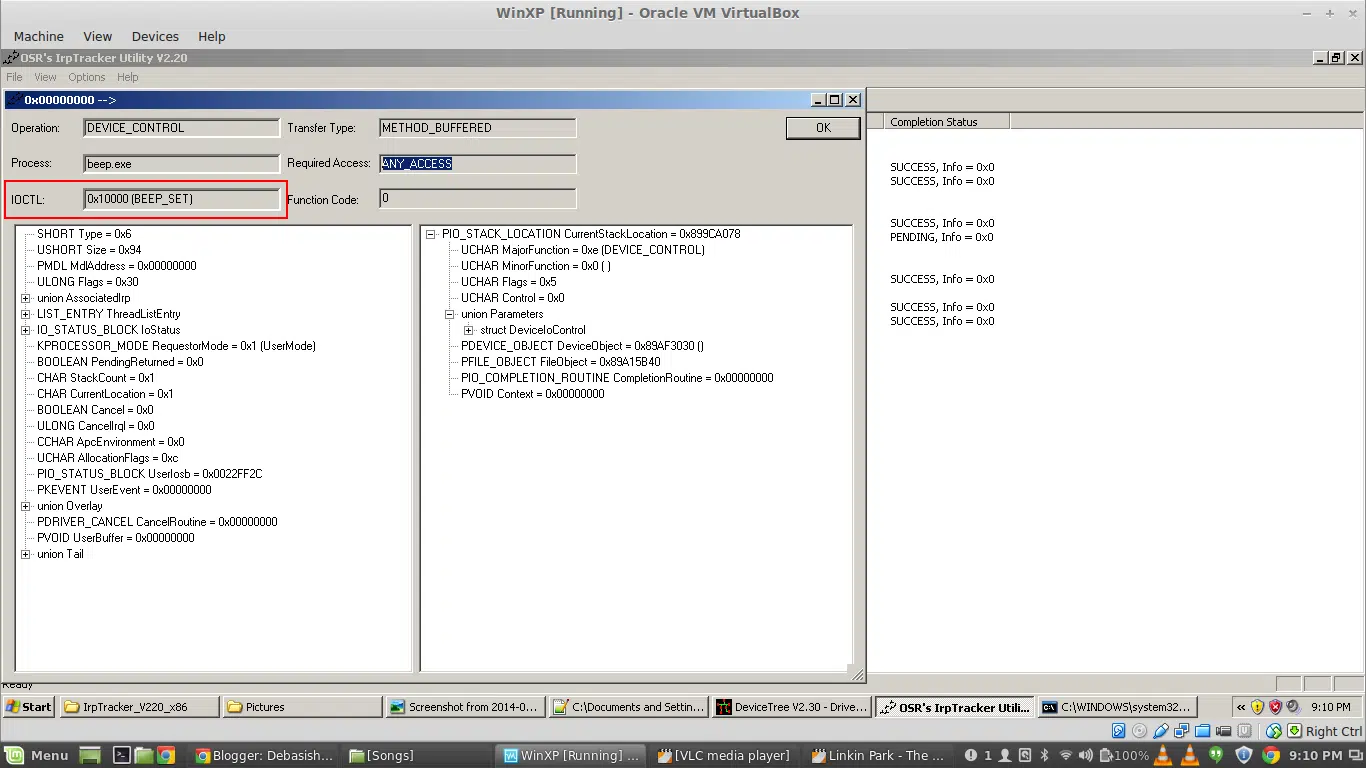 WinXP [Running] - Oracle VM VirtualBox
Machine View Devices Help
OSR's IrpTracker Utility V2.20
File View Options Help
0x00000000 -->
Operation: DEVICE_CONTROL Transfer Type: METHOD_BUFFERED OK
Completion Status
Process: beep.exe Required Access: ANY_ACCESS
IOCTL: 0x10000 (BEEP_SET) Function Code: 0
SHORT Type = 0x6
USHORT Size = 0x94
PMDL MdlAddress = 0x00000000
ULONG Flags = 0x30
union AssociatedIrp
LIST_ENTRY ThreadListEntry
IO_STATUS_BLOCK IoStatus
KPROCESSOR_MODE RequestorMode = 0x1 (UserMode)
BOOLEAN PendingReturned = 0x0
CHAR StackCount = 0x1
CHAR CurrentLocation = 0x1
BOOLEAN Cancel = 0x0
ULONG CancelIrql = 0x0
CCHAR ApcEnvironment = 0x0
UCHAR AllocationFlags = 0xc
PIO_STATUS_BLOCK UserIosb = 0x0022FF2C
PKEVENT UserEvent = 0x00000000
union Overlay
PDRIVER_CANCEL CancelRoutine = 0x00000000
PVOID UserBuffer = 0x00000000
union Tail
PIO_STACK_LOCATION CurrentStackLocation = 0x899CA078
UCHAR MajorFunction = 0xe (DEVICE_CONTROL)
UCHAR MinorFunction = 0x0 ( )
UCHAR Flags = 0x5
UCHAR Control = 0x0
union Parameters
struct DeviceIoControl
PDEVICE_OBJECT DeviceObject = 0x89AF3030 ()
PFILE_OBJECT FileObject = 0x89A15B40
PIO_COMPLETION_ROUTINE CompletionRoutine = 0x00000000
PVOID Context = 0x00000000
SUCCESS, Info = 0x0
SUCCESS, Info = 0x0
SUCCESS, Info = 0x0
PENDING, Info = 0x0
SUCCESS, Info = 0x0
SUCCESS, Info = 0x0
SUCCESS, Info = 0x0
Ready
Start IrpTracker_V220_x86 Pictures Screenshot from 2014-0... C:\Documents and Settin... DeviceTree V2.30 - Drive... OSR's IrpTracker Utili... C:\WINDOWS\system32... « 9:10 PM
Right Ctrl
Menu Blogger: Debasish... [Songs] WinXP [Running] ... [VLC media player] Linkin Park - The ... 1 100% 9:10 PM